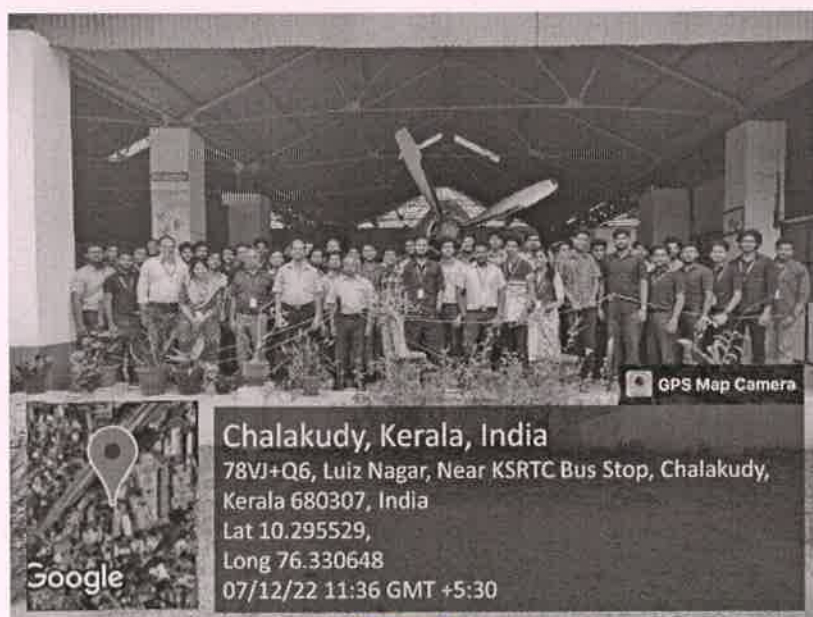 GPS Map Camera
Chalakudy, Kerala, India
78VJ+Q6, Luiz Nagar, Near KSRTC Bus Stop, Chalakudy,
Kerala 680307, India
Lat 10.295529,
Long 76.330648
07/12/22 11:36 GMT +5:30
Google